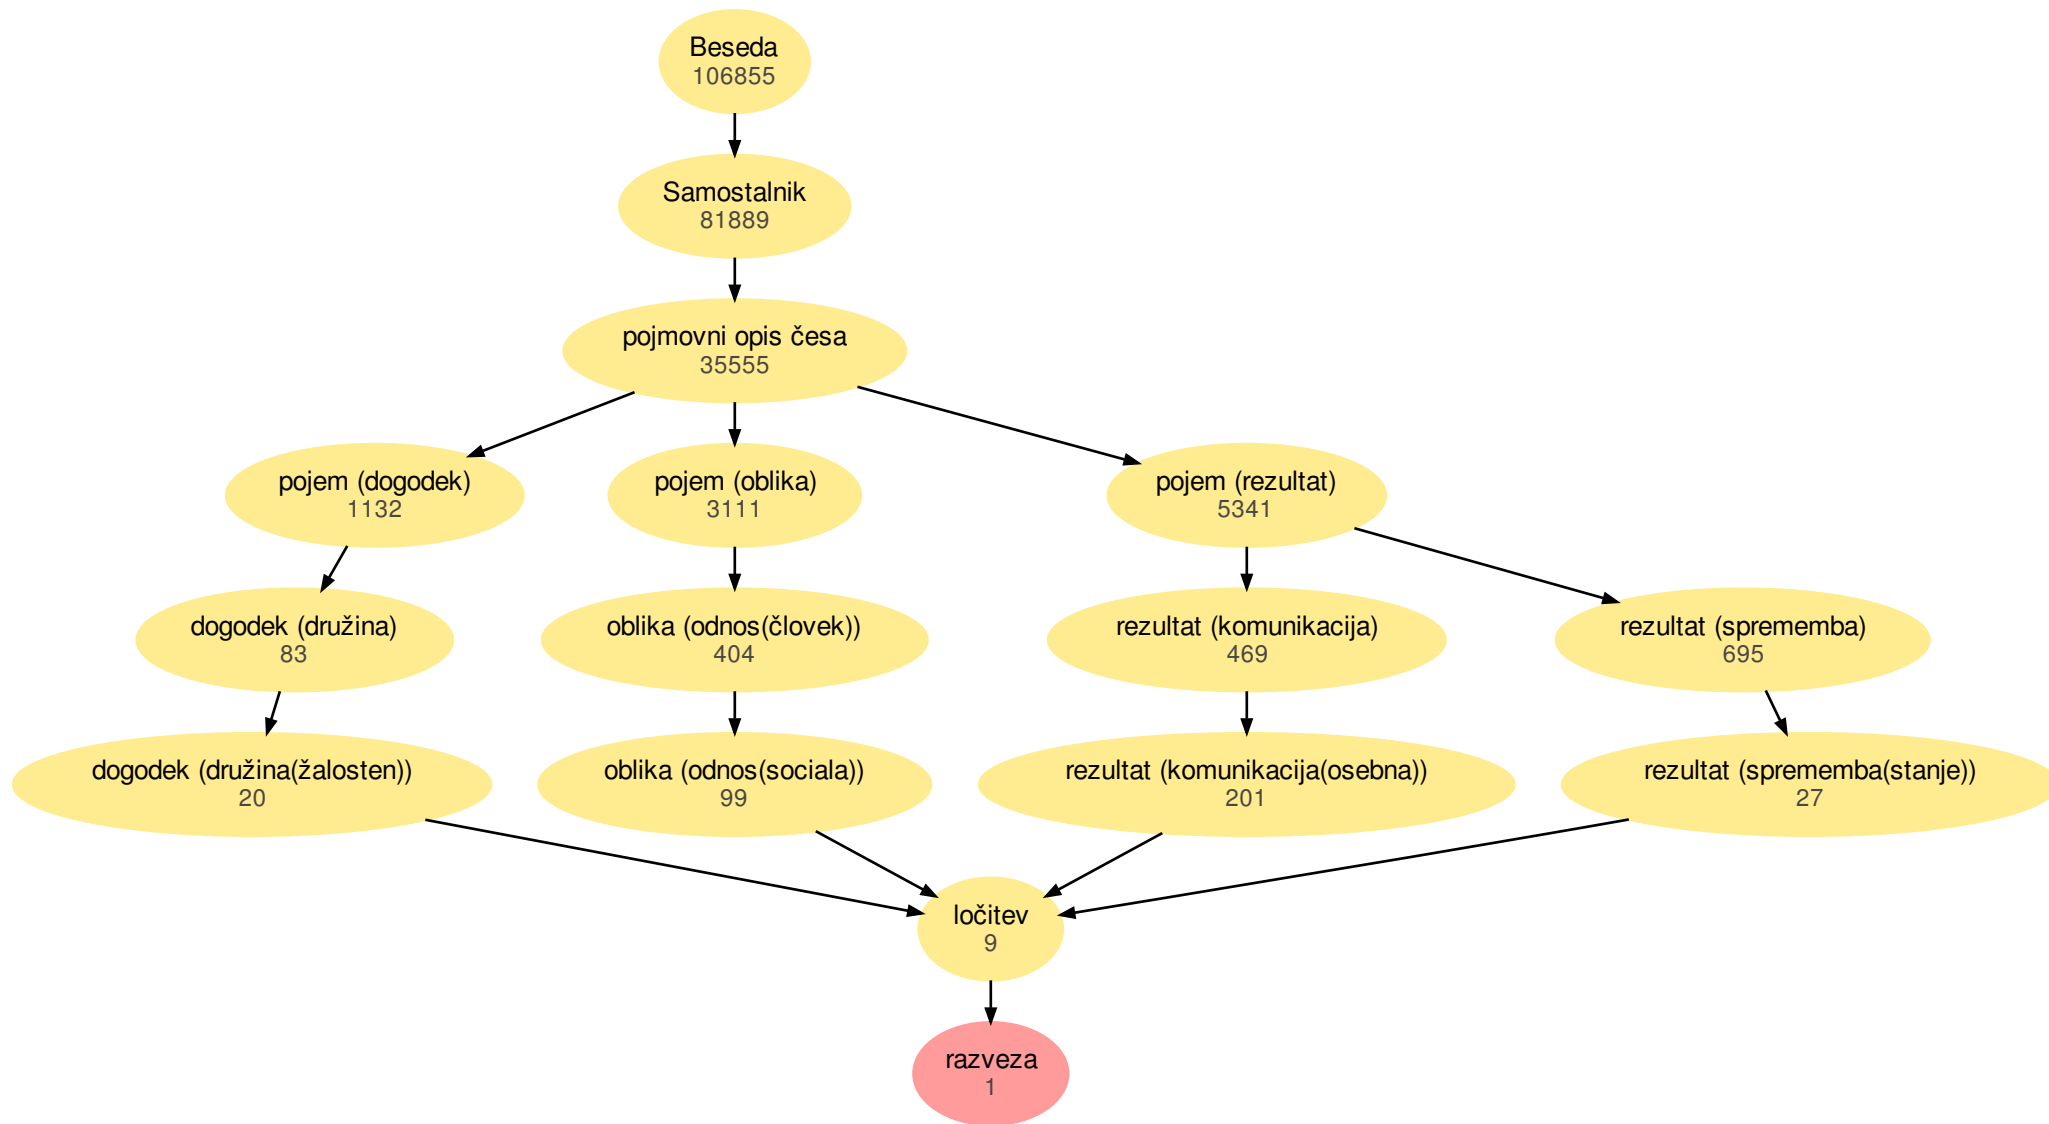 Beseda
106855
Samostalnik
81889
pojmovni opis česa
35555
pojem (dogodek)
1132
pojem (oblika)
3111
pojem (rezultat)
5341
dogodek (družina)
83
oblika (odnos(človek))
404
rezultat (komunikacija)
469
rezultat (sprememba)
695
dogodek (družina(žalosten))
20
oblika (odnos(sociala))
99
rezultat (komunikacija(osebna))
201
rezultat (sprememba(stanje))
27
ločitev
9
razveza
1